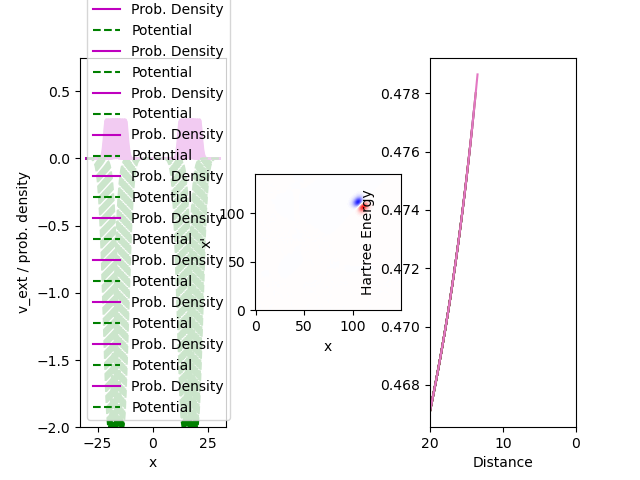 Prob. Density
Potential
Prob. Density
Potential
Prob. Density
Potential
Prob. Density
Potential
Prob. Density
Potential
Prob. Density
Potential
Prob. Density
Potential
Prob. Density
Potential
Prob. Density
Potential
Prob. Density
Potential
0.5
0.0
−0.5
−1.0
−1.5
−2.0
−25
0
25
x
v_ext / prob. density
100
50
0
0
50
100
x
x'
0.478
0.476
0.474
0.472
0.470
0.468
20
10
0
Distance
Hartree Energy